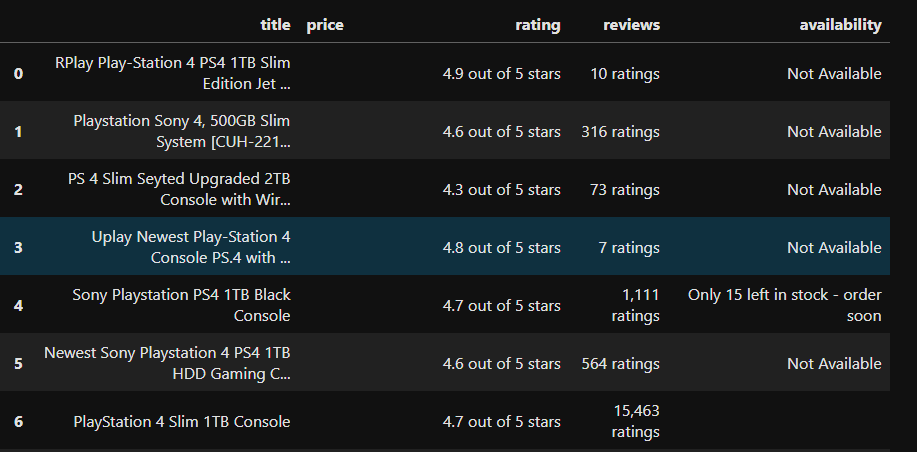 title price rating reviews availability
0 RPlay Play-Station 4 PS4 1TB Slim Edition Jet ... 4.9 out of 5 stars 10 ratings Not Available
1 Playstation Sony 4, 500GB Slim System [CUH-221... 4.6 out of 5 stars 316 ratings Not Available
2 PS 4 Slim Seyted Upgraded 2TB Console with Wir... 4.3 out of 5 stars 73 ratings Not Available
3 Uplay Newest Play-Station 4 Console PS.4 with ... 4.8 out of 5 stars 7 ratings Not Available
4 Sony Playstation PS4 1TB Black Console 4.7 out of 5 stars 1,111 ratings Only 15 left in stock - order soon
5 Newest Sony Playstation 4 PS4 1TB HDD Gaming C... 4.6 out of 5 stars 564 ratings Not Available
6 PlayStation 4 Slim 1TB Console 4.7 out of 5 stars 15,463 ratings